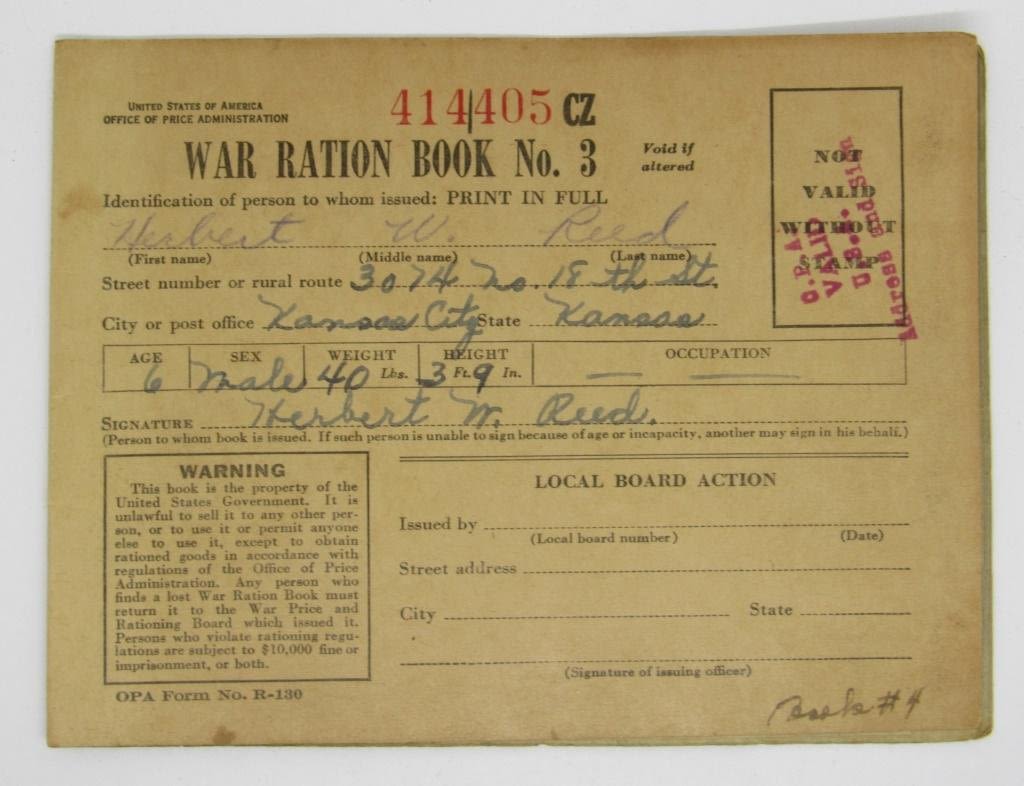 UNITED STATES OF AMERICA
OFFICE OF PRICE ADMINISTRATION
414405 CZ
WAR RATION BOOK No. 3
Void if
altered
Identification of person to whom issued: PRINT IN FULL
Herbert W. Reed
(First name) (Middle name) (Last name)
Street number or rural route 3074 No. 18th St.
City or post office Kansas City State Kansas
AGE SEX WEIGHT HEIGHT OCCUPATION
6 Male 40 Lbs. 3 Ft. 9 In. — —
SIGNATURE Herbert W. Reed.
(Person to whom book is issued. If such person is unable to sign because of age or incapacity, another may sign in his behalf.)
NOT
VALID
WITHOUT
STAMP
O.P.A.
VALID
Address and Sign
WARNING
This book is the property of the
United States Government. It is
unlawful to sell it to any other per-
son, or to use it or permit anyone
else to use it, except to obtain
rationed goods in accordance with
regulations of the Office of Price
Administration. Any person who
finds a lost War Ration Book must
return it to the War Price and
Rationing Board which issued it.
Persons who violate rationing regu-
lations are subject to $10,000 fine or
imprisonment, or both.
OPA Form No. R-130
LOCAL BOARD ACTION
Issued by
(Local board number) (Date)
Street address
City State
(Signature of issuing officer)
Book #4